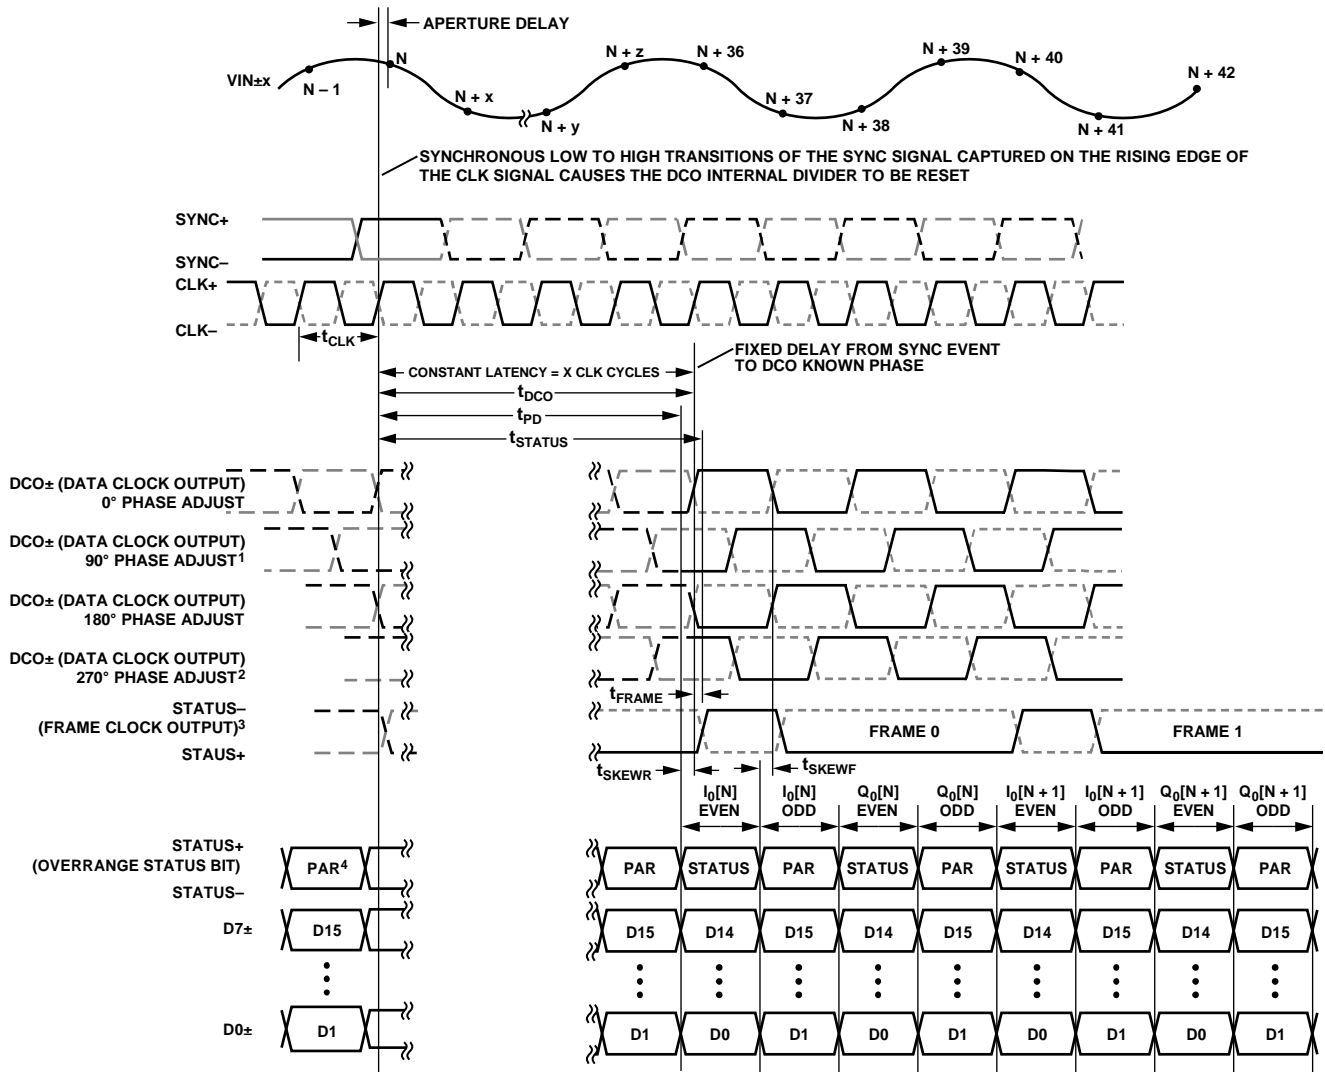 APERTURE DELAY
VIN±x
N – 1
N
N + x
N + y
N + z
N + 36
N + 37
N + 38
N + 39
N + 40
N + 41
N + 42
SYNCHRONOUS LOW TO HIGH TRANSITIONS OF THE SYNC SIGNAL CAPTURED ON THE RISING EDGE OF
THE CLK SIGNAL CAUSES THE DCO INTERNAL DIVIDER TO BE RESET
SYNC+
SYNC–
CLK+
CLK–
tCLK
FIXED DELAY FROM SYNC EVENT
TO DCO KNOWN PHASE
CONSTANT LATENCY = X CLK CYCLES
tDCO
tPD
tSTATUS
DCO± (DATA CLOCK OUTPUT)
0° PHASE ADJUST
DCO± (DATA CLOCK OUTPUT)
90° PHASE ADJUST1
DCO± (DATA CLOCK OUTPUT)
180° PHASE ADJUST
DCO± (DATA CLOCK OUTPUT)
270° PHASE ADJUST2
tFRAME
STATUS–
(FRAME CLOCK OUTPUT)3
STAUS+
FRAME 0
FRAME 1
tSKEWR
tSKEWF
I0[N] EVEN
I0[N] ODD
Q0[N] EVEN
Q0[N] ODD
I0[N + 1] EVEN
I0[N + 1] ODD
Q0[N + 1] EVEN
Q0[N + 1] ODD
STATUS+
(OVERRANGE STATUS BIT)
STATUS–
PAR4
PAR STATUS PAR STATUS PAR STATUS PAR STATUS PAR
D7±
D15
D15 D14 D15 D14 D15 D14 D15 D14 D15
D0±
D1
D1 D0 D1 D0 D1 D0 D1 D0 D1